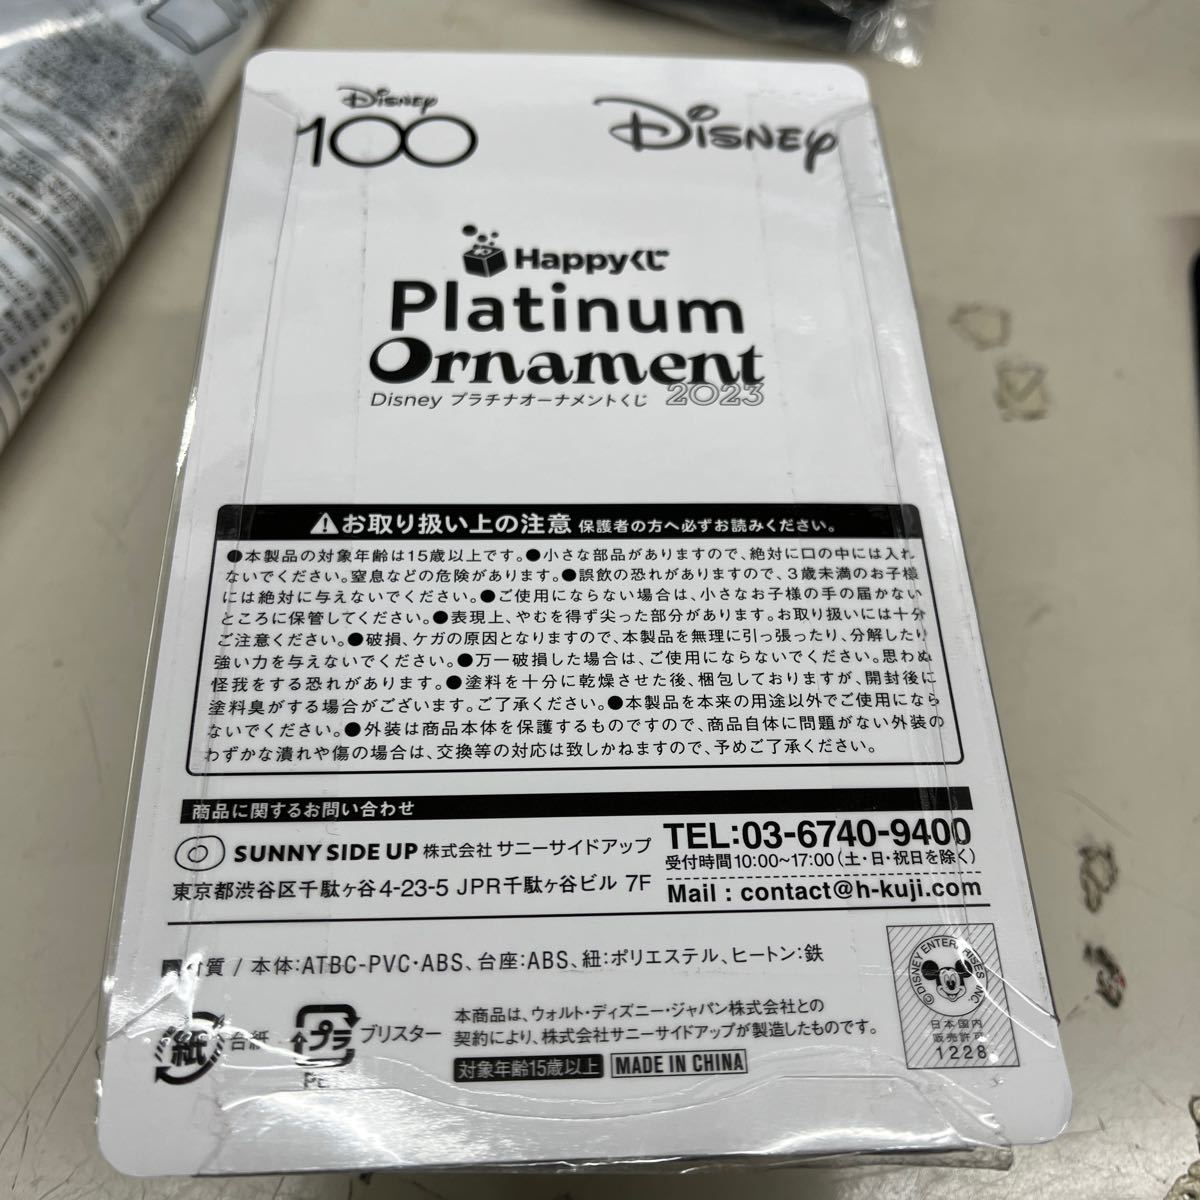 Disney
100
Disney
Happyくじ
Platinum
Ornament
2023
Disney プラチナオーナメントくじ
⚠お取り扱い上の注意 保護者の方へ必ずお読みください。
●本製品の対象年齢は15歳以上です。●小さな部品がありますので、絶対に口の中には入れ
ないでください。窒息などの危険があります。●誤飲の恐れがありますので、3歳未満のお子様
には絶対に与えないでください。●ご使用にならない場合は、小さなお子様の手の届かない
ところに保管してください。●表現上、やむを得ず尖った部分があります。お取り扱いには十分
ご注意ください。●破損、ケガの原因となりますので、本製品を無理に引っ張ったり、分解したり
強い力を与えないでください。●万一破損した場合は、ご使用にならないでください。思わぬ
怪我をする恐れがあります。●塗料を十分に乾燥させた後、梱包しておりますが、開封後に
塗料臭がする場合がございます。ご了承ください。●本製品を本来の用途以外でご使用になら
ないでください。●外装は商品本体を保護するものですので、商品自体に問題がない外装の
わずかな潰れや傷の場合は、交換等の対応は致しかねますので、予めご了承ください。
商品に関するお問い合わせ
SUNNY SIDE UP 株式会社 サニーサイドアップ
東京都渋谷区千駄ヶ谷4-23-5 JPR千駄ヶ谷ビル 7F
TEL:03-6740-9400
受付時間10:00~17:00(土・日・祝日を除く)
Mail : contact@h-kuji.com
質 / 本体:ATBC-PVC・ABS、台座:ABS、紐:ポリエステル、ヒートン:鉄
紙 台紙
プラ ブリスター
本商品は、ウォルト・ディズニー・ジャパン株式会社との
契約により、株式会社サニーサイドアップが製造したものです。
対象年齢15歳以上 MADE IN CHINA
©DISNEY ENTERPRISES INC.
日本国内
販売許可
1228